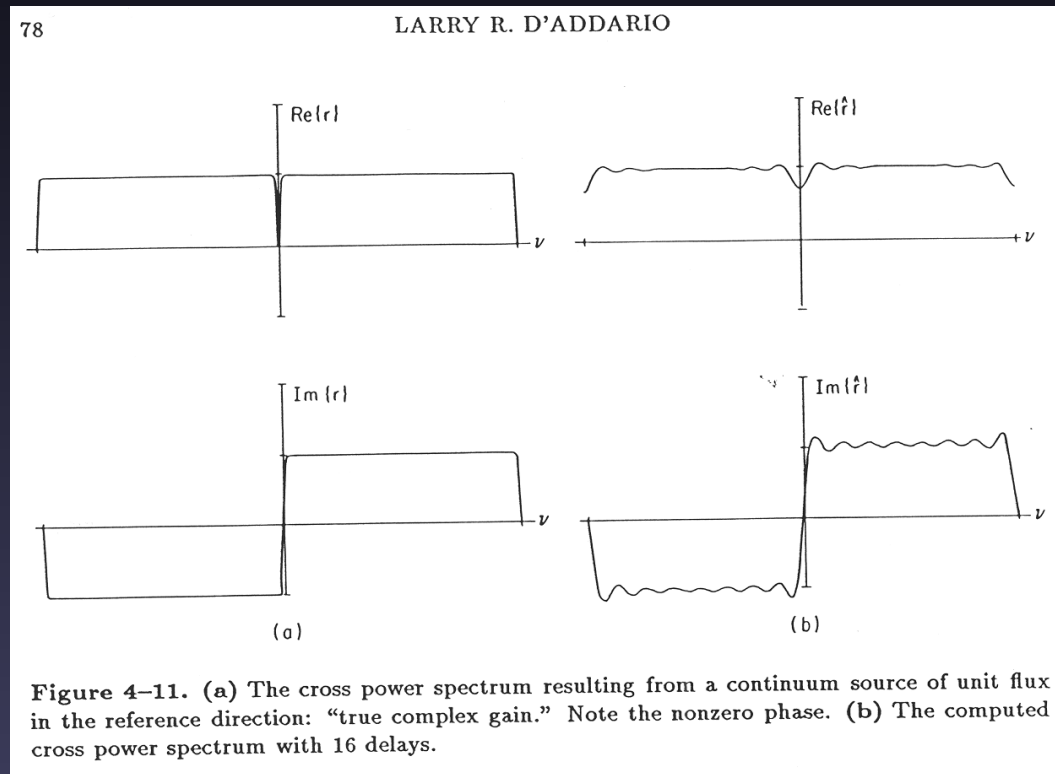 78
LARRY R. D'ADDARIO
Re{r}
ν
Re{r̂}
ν
Im {r}
ν
Im{r̂}
ν
(a)
(b)
Figure 4–11. (a) The cross power spectrum resulting from a continuum source of unit flux
in the reference direction: “true complex gain.” Note the nonzero phase. (b) The computed
cross power spectrum with 16 delays.